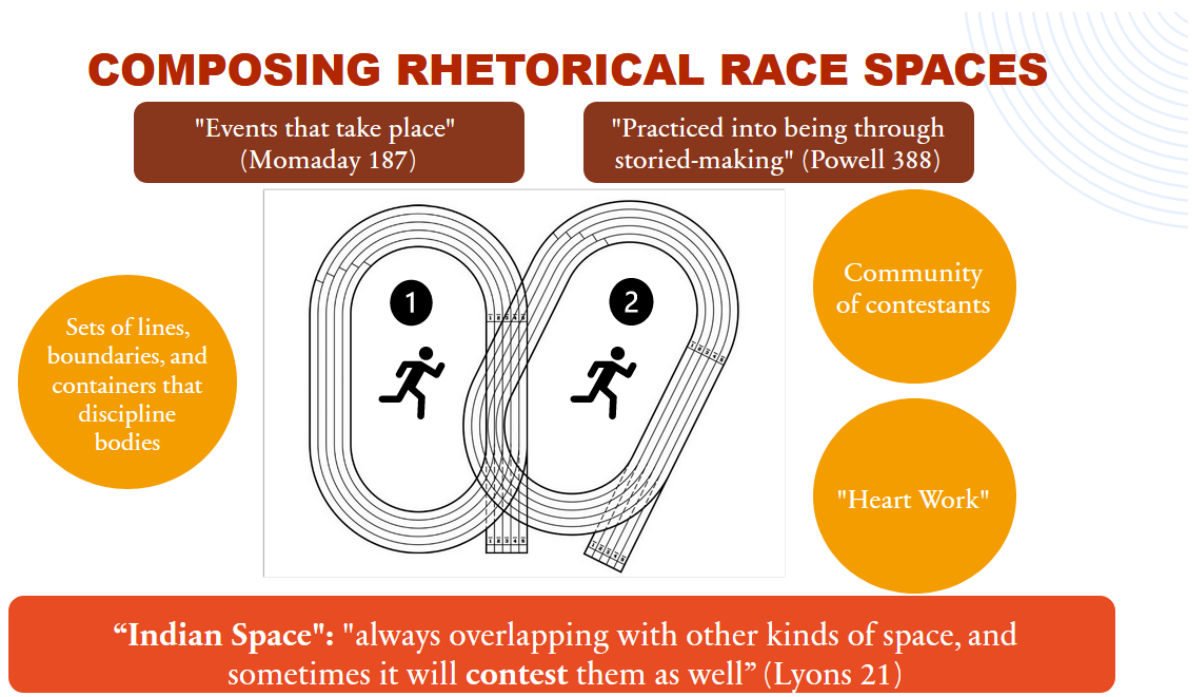 COMPOSING RHETORICAL RACE SPACES
"Events that take place"
(Momaday 187)
"Practiced into being through
storied-making" (Powell 388)
Sets of lines,
boundaries, and
containers that
discipline
bodies
1
2
Community
of contestants
"Heart Work"
“Indian Space": "always overlapping with other kinds of space, and
sometimes it will contest them as well” (Lyons 21)